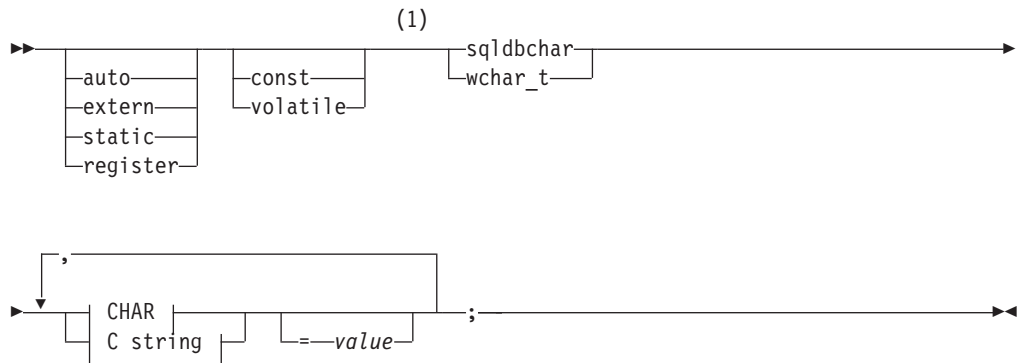 (1)
sqldbchar
auto const wchar_t
extern volatile
static
register
,
CHAR ;
C string = value